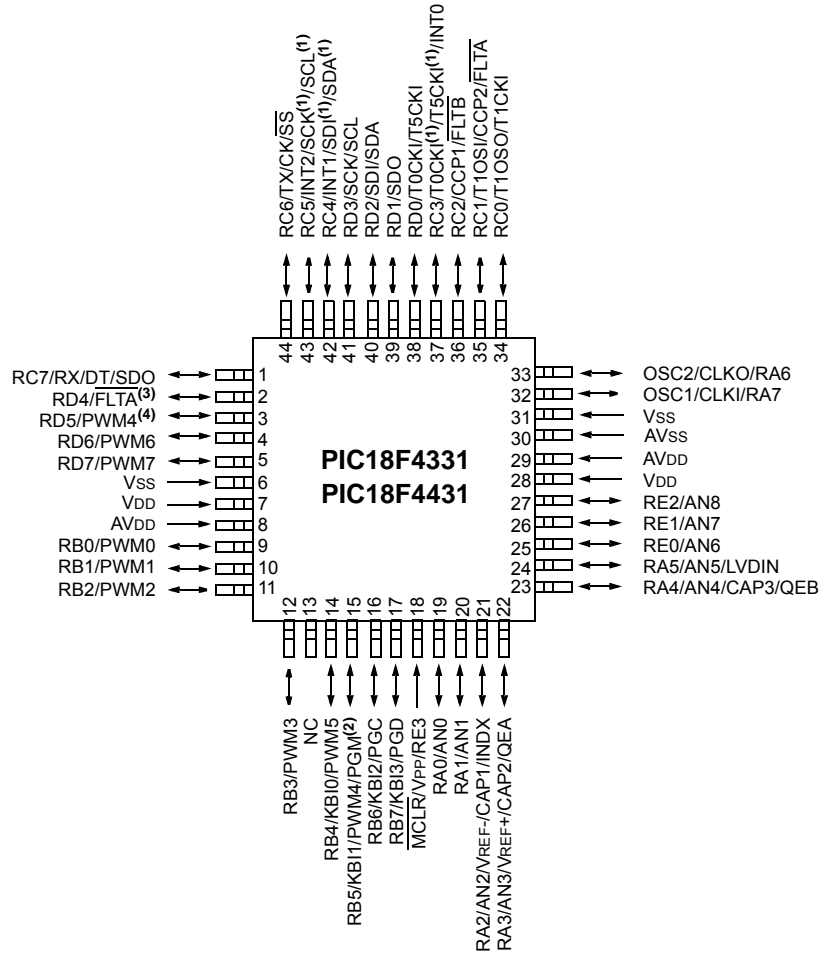 RC6/TX/CK/SS
RC5/INT2/SCK(1)/SCL(1)
RC4/INT1/SDI(1)/SDA(1)
RD3/SCK/SCL
RD2/SDI/SDA
RD1/SDO
RD0/T0CKI/T5CKI
RC3/T0CKI(1)/T5CKI(1)/INT0
RC2/CCP1/FLTB
RC1/T1OSI/CCP2/FLTA
RC0/T1OSO/T1CKI
44
43
42
41
40
39
38
37
36
35
34
RC7/RX/DT/SDO 1
RD4/FLTA(3) 2
RD5/PWM4(4) 3
RD6/PWM6 4
RD7/PWM7 5
VSS 6
VDD 7
AVDD 8
RB0/PWM0 9
RB1/PWM1 10
RB2/PWM2 11
PIC18F4331
PIC18F4431
33 OSC2/CLKO/RA6
32 OSC1/CLKI/RA7
31 VSS
30 AVSS
29 AVDD
28 VDD
27 RE2/AN8
26 RE1/AN7
25 RE0/AN6
24 RA5/AN5/LVDIN
23 RA4/AN4/CAP3/QEB
12
13
14
15
16
17
18
19
20
21
22
RB3/PWM3
NC
RB4/KBI0/PWM5
RB5/KBI1/PWM4/PGM(2)
RB6/KBI2/PGC
RB7/KBI3/PGD
MCLR/VPP/RE3
RA0/AN0
RA1/AN1
RA2/AN2/VREF-/CAP1/INDX
RA3/AN3/VREF+/CAP2/QEA